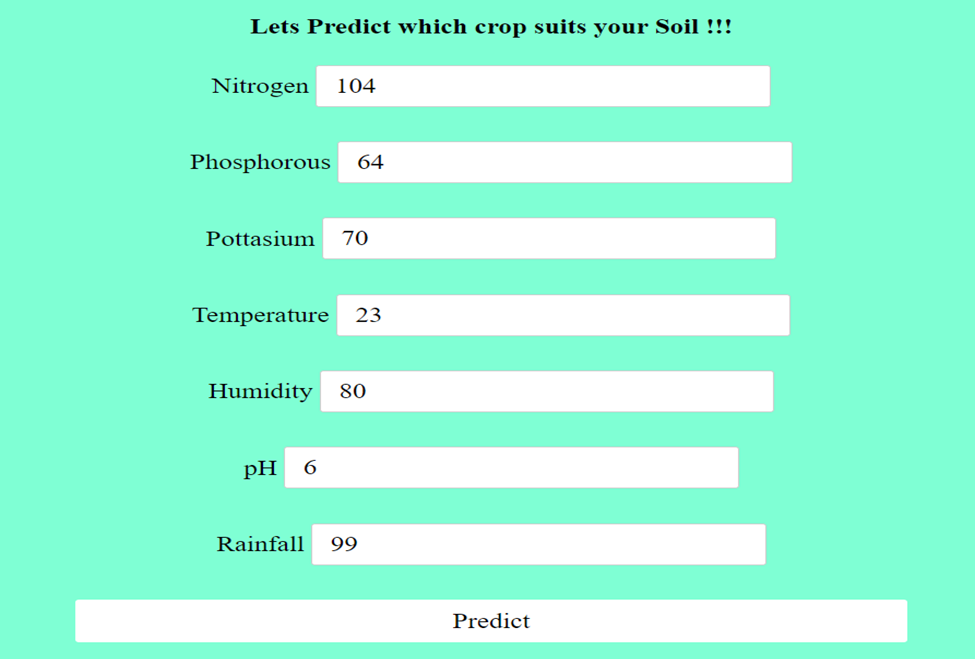 Lets Predict which crop suits your Soil !!!
Nitrogen 104
Phosphorous 64
Pottasium 70
Temperature 23
Humidity 80
pH 6
Rainfall 99
Predict